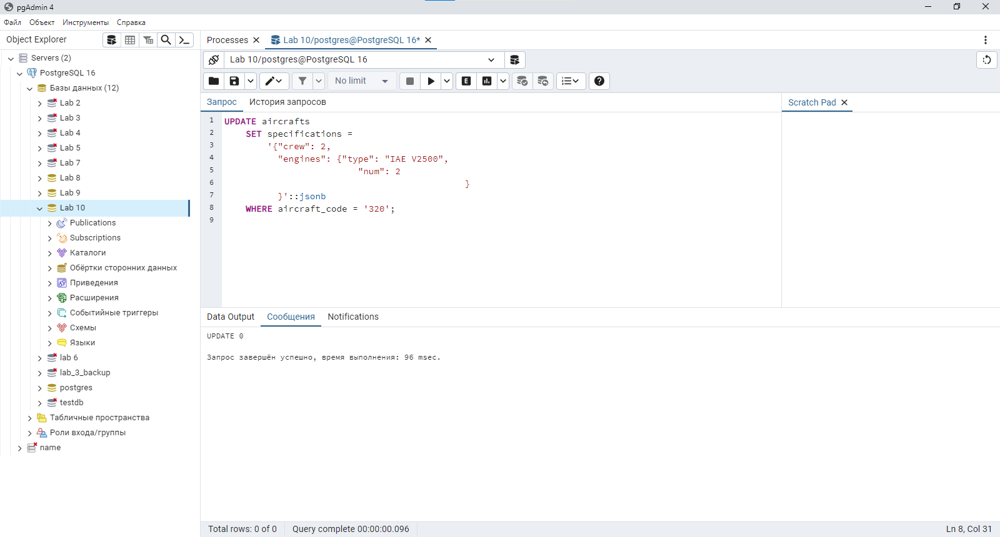 pgAdmin 4
Файл Объект Инструменты Справка
Object Explorer
Servers (2)
PostgreSQL 16
Базы данных (12)
Lab 2
Lab 3
Lab 4
Lab 5
Lab 7
Lab 8
Lab 9
Lab 10
Publications
Subscriptions
Каталоги
Обёртки сторонних данных
Приведения
Расширения
Событийные триггеры
Схемы
Языки
lab 6
lab_3_backup
postgres
testdb
Табличные пространства
Роли входа/группы
name
Processes Lab 10/postgres@PostgreSQL 16*
Lab 10/postgres@PostgreSQL 16
No limit
E
Запрос История запросов
Scratch Pad
1 UPDATE aircrafts
2 SET specifications =
3 '{"crew": 2,
4 "engines": {"type": "IAE V2500",
5 "num": 2
6 }
7 }'::jsonb
8 WHERE aircraft_code = '320';
9
Data Output Сообщения Notifications
UPDATE 0
Запрос завершён успешно, время выполнения: 96 msec.
Total rows: 0 of 0 Query complete 00:00:00.096 Ln 8, Col 31